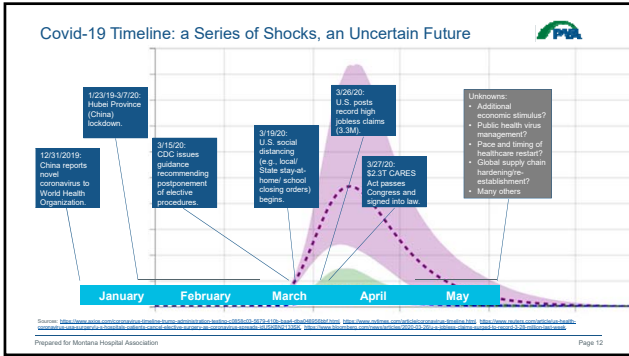 Covid-19 Timeline: a Series of Shocks, an Uncertain Future
PYA
12/31/2019:
China reports
novel
coronavirus to
World Health
Organization.
1/23/19-3/7/20:
Hubei Province
(China)
lockdown.
3/15/20:
CDC issues
guidance
recommending
postponement
of elective
procedures.
3/19/20:
U.S. social
distancing
(e.g., local/
State stay-at-
home/ school
closing orders)
begins.
3/26/20:
U.S. posts
record high
jobless claims
(3.3M).
3/27/20:
$2.3T CARES
Act passes
Congress and
signed into law.
Unknowns:
• Additional
economic stimulus?
• Public health virus
management?
• Pace and timing of
healthcare restart?
• Global supply chain
hardening/re-
establishment?
• Many others
January
February
March
April
May
Sources:
Prepared for Montana Hospital Association
Page 12